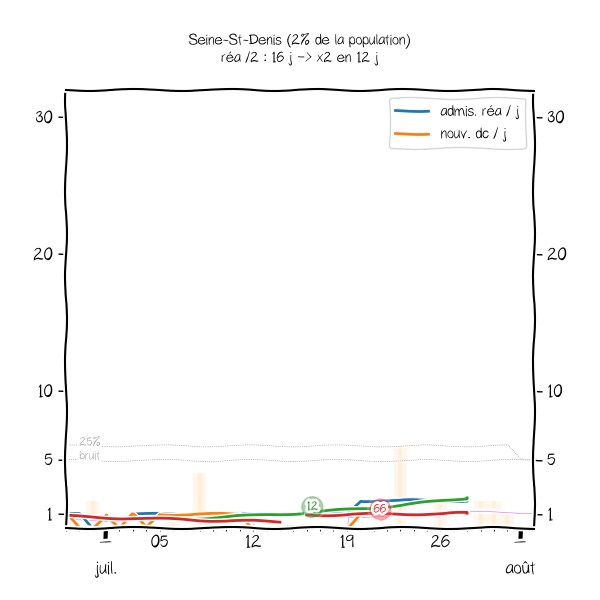 Seine-St-Denis (2% de la population)
réa /2 : 16 j -> x2 en 12 j
admis. réa / j
nouv. dc / j
30
30
20
20
10
10
25%
bruit
5
5
12
66
1
1
05
12
19
26
juil.
août